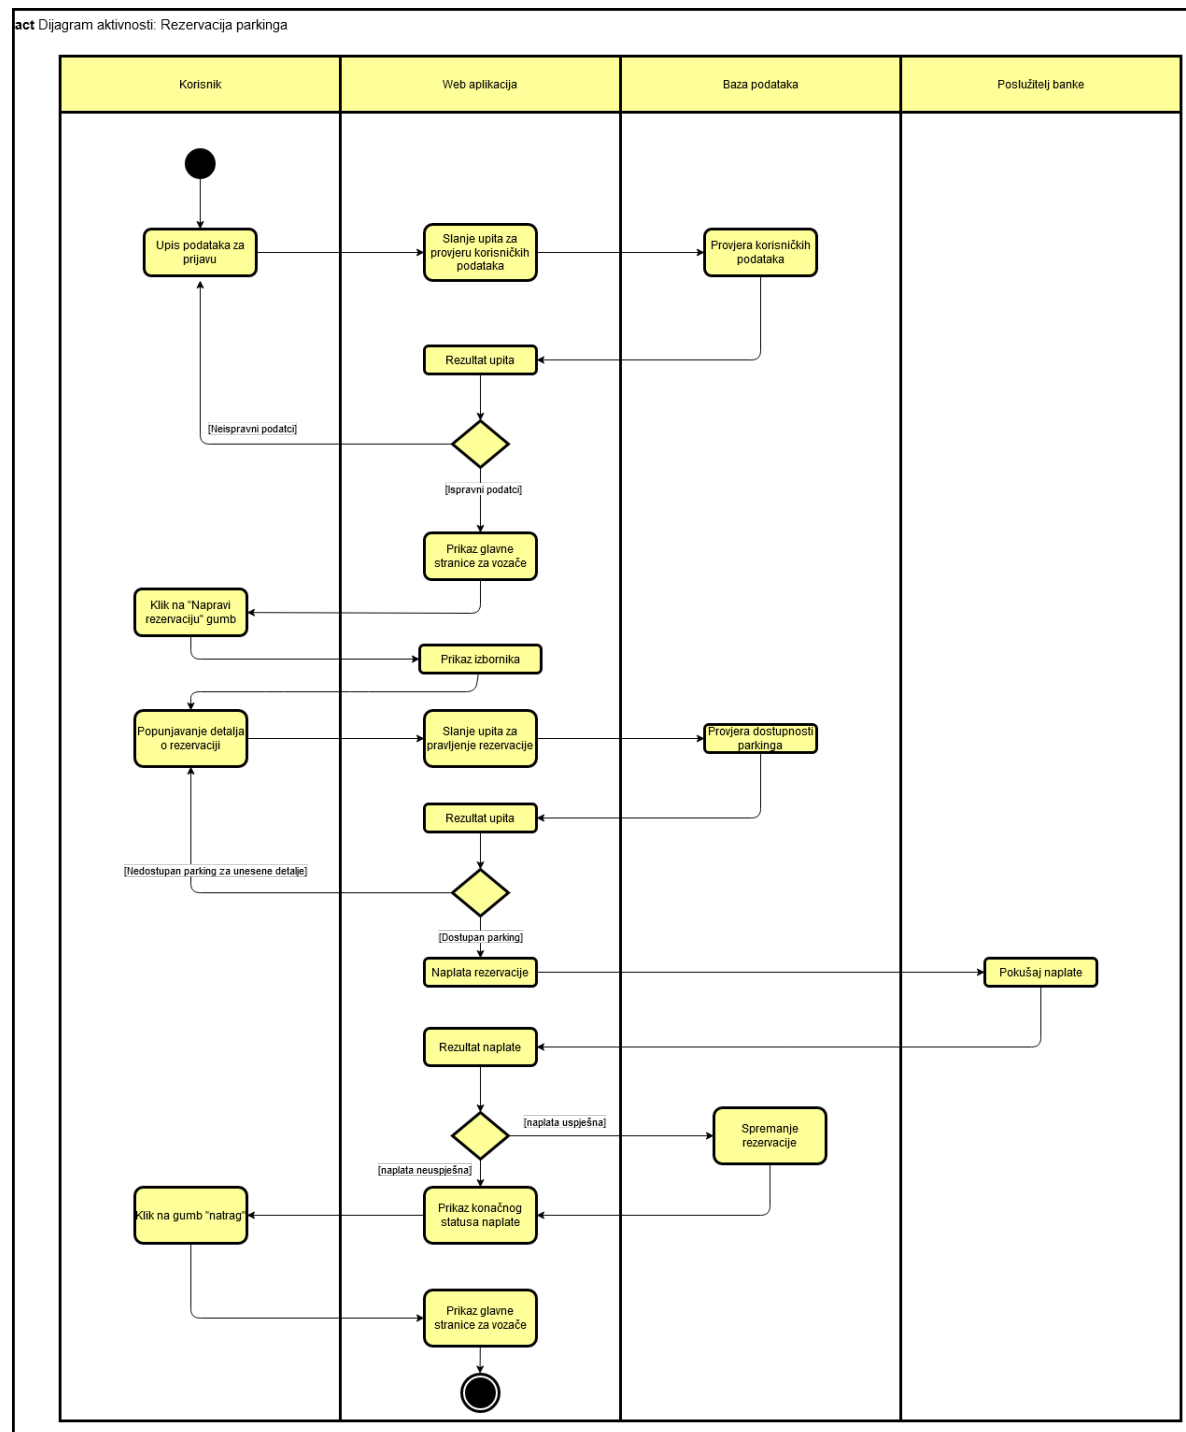 act Dijagram aktivnosti: Rezervacija parkinga
Korisnik
Web aplikacija
Baza podataka
Poslužitelj banke
Upis podataka za
prijavu
Slanje upita za
provjeru korisničkih
podataka
Provjera korisničkih
podataka
Rezultat upita
[Neispravni podatci]
[Ispravni podatci]
Prikaz glavne
stranice za vozače
Klik na "Napravi
rezervaciju" gumb
Prikaz izbornika
Popunjavanje detalja
o rezervaciji
Slanje upita za
pravljenje rezervacije
Provjera dostupnosti
parkinga
Rezultat upita
[Nedostupan parking za unesene detalje]
[Dostupan parking]
Naplata rezervacije
Pokušaj naplate
Rezultat naplate
[naplata uspješna]
Spremanje
rezervacije
[naplata neuspješna]
Klik na gumb "natrag"
Prikaz konačnog
statusa naplate
Prikaz glavne
stranice za vozače